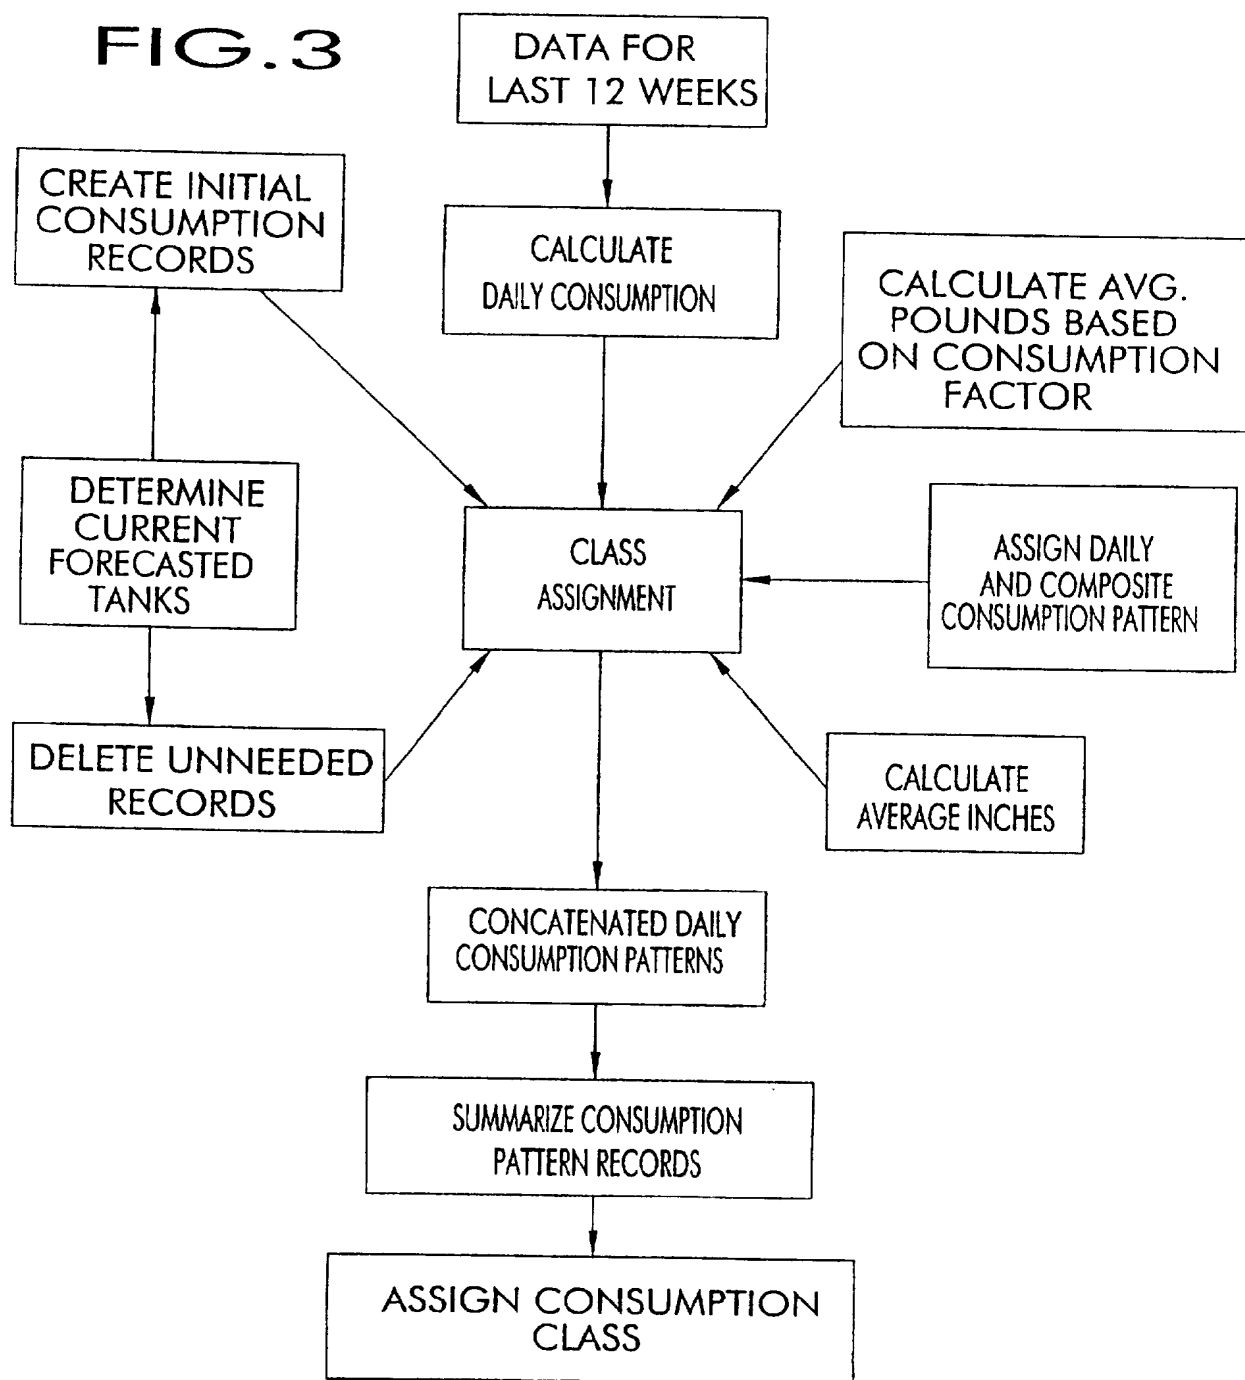 FIG.3
DATA FOR
LAST 12 WEEKS
CREATE INITIAL
CONSUMPTION
RECORDS
CALCULATE
DAILY CONSUMPTION
CALCULATE AVG.
POUNDS BASED
ON CONSUMPTION
FACTOR
DETERMINE
CURRENT
FORECASTED
TANKS
CLASS
ASSIGNMENT
ASSIGN DAILY
AND COMPOSITE
CONSUMPTION PATTERN
DELETE UNNEEDED
RECORDS
CALCULATE
AVERAGE INCHES
CONCATENATED DAILY
CONSUMPTION PATTERNS
SUMMARIZE CONSUMPTION
PATTERN RECORDS
ASSIGN CONSUMPTION
CLASS